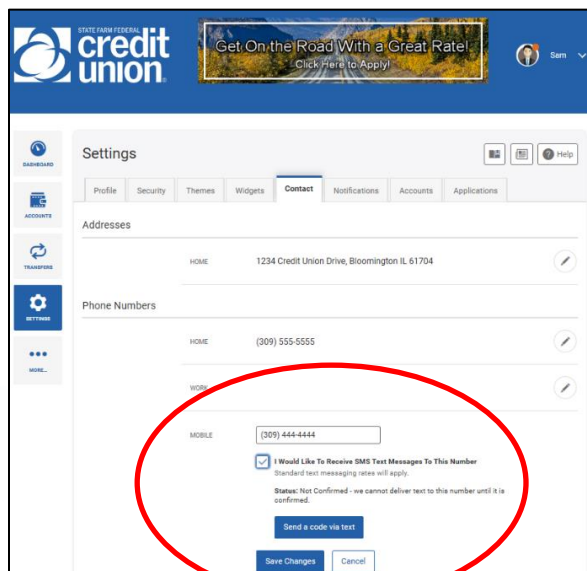 STATE FARM FEDERAL
credit
union
Get On the Road With a Great Rate!
Click Here to Apply!
Sam
DASHBOARD
ACCOUNTS
TRANSFERS
SETTINGS
MORE...
Settings
Help
Profile Security Themes Widgets Contact Notifications Accounts Applications
Addresses
HOME 1234 Credit Union Drive, Bloomington IL 61704
Phone Numbers
HOME (309) 555-5555
WORK
MOBILE (309) 444-4444
I Would Like To Receive SMS Text Messages To This Number
Standard text messaging rates will apply.
Status: Not Confirmed - we cannot deliver text to this number until it is
confirmed.
Send a code via text
Save Changes Cancel